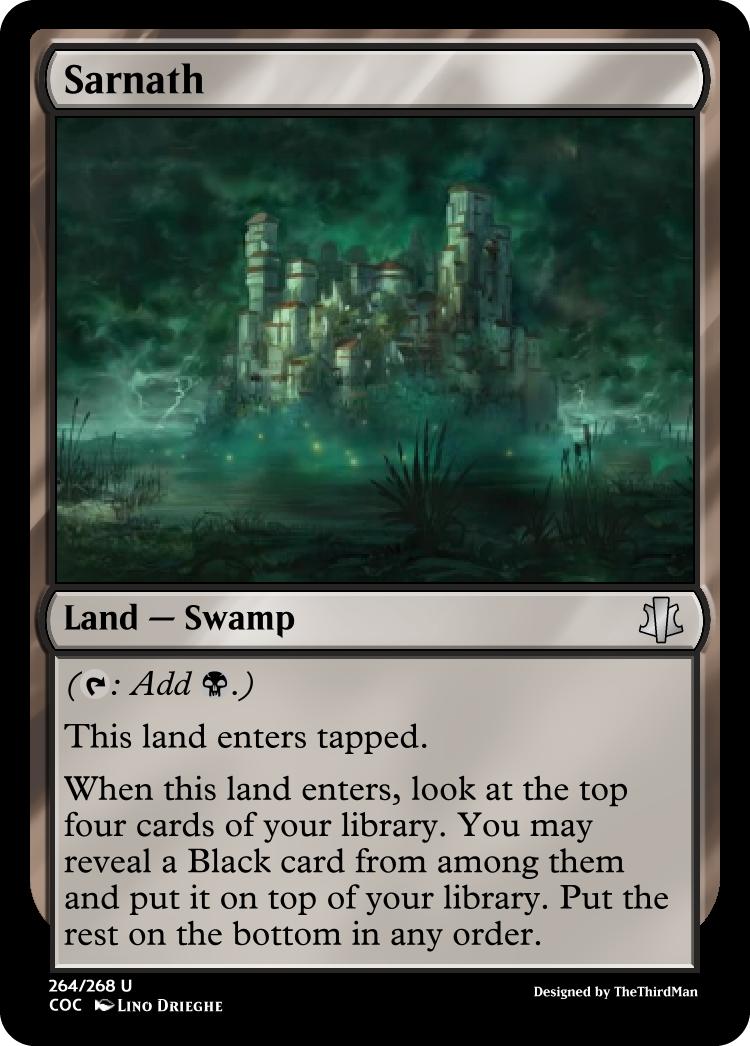 Sarnath
Land — Swamp
(: Add .)
This land enters tapped.
When this land enters, look at the top
four cards of your library. You may
reveal a Black card from among them
and put it on top of your library. Put the
rest on the bottom in any order.
264/268 U
COC Lino Drieghe
Designed by TheThirdMan